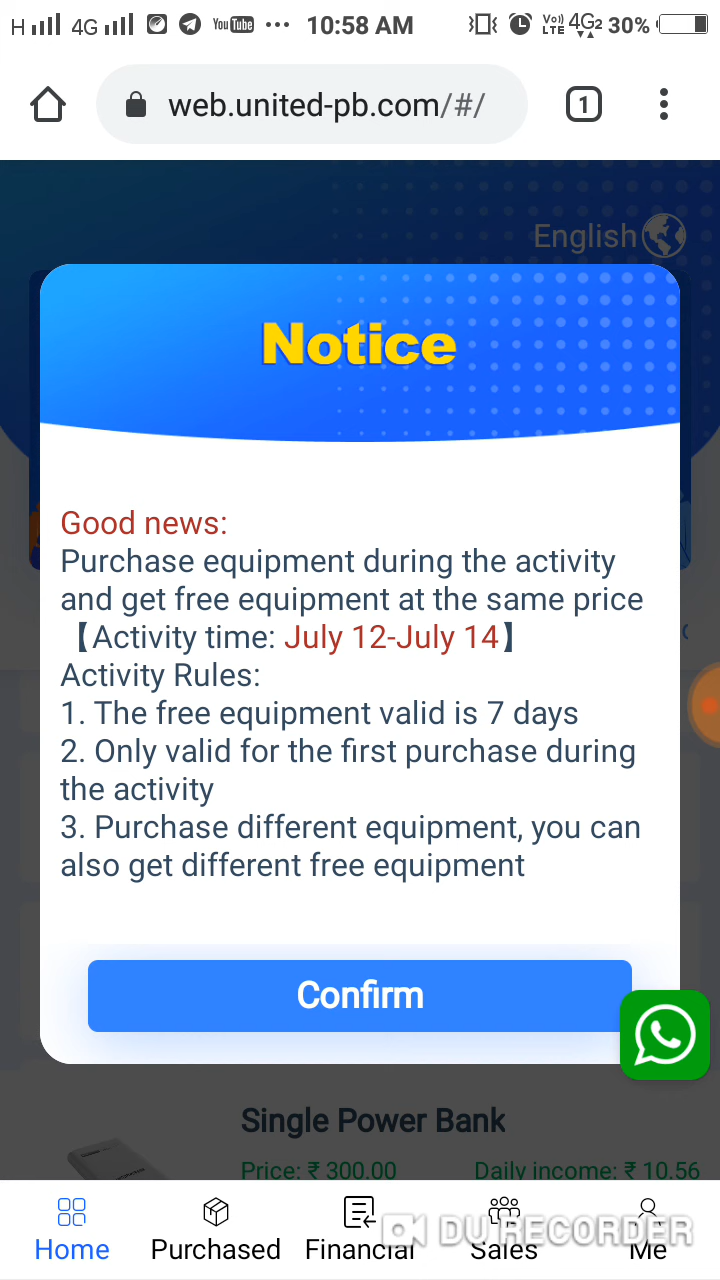 H 4G YouTube 10:58 AM Vo)) LTE 4G2 30%
web.united-pb.com/#/ 1
English
Notice
Good news:
Purchase equipment during the activity
and get free equipment at the same price
【Activity time: July 12-July 14】
Activity Rules:
1. The free equipment valid is 7 days
2. Only valid for the first purchase during
the activity
3. Purchase different equipment, you can
also get different free equipment
Confirm
Single Power Bank
Price: ₹ 300.00 Daily income: ₹ 10.56
DU RECORDER
Home Purchased Financial Sales Me